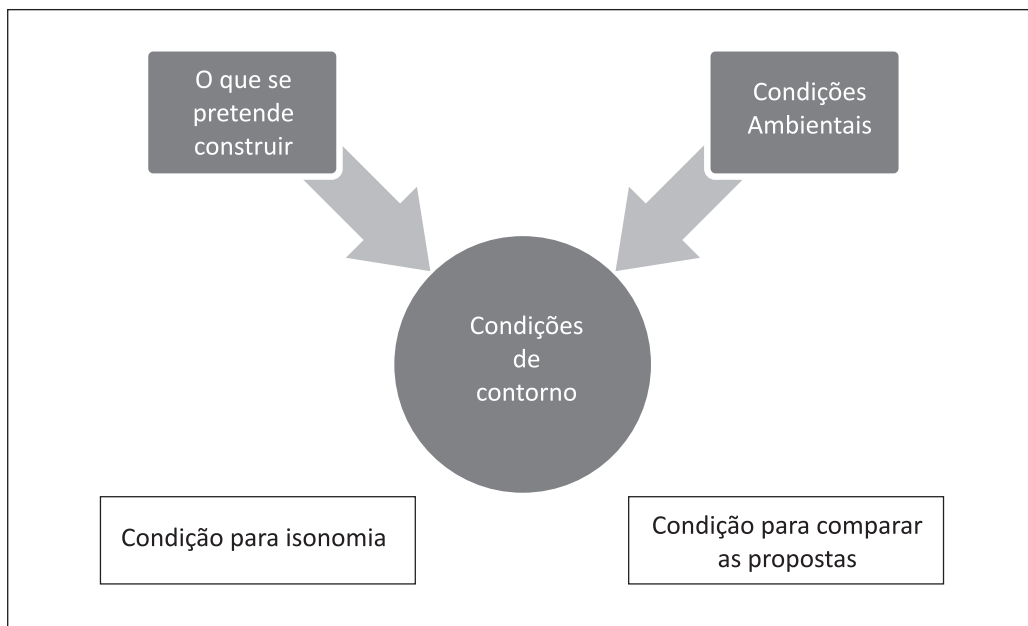 O que se
pretende
construir
Condições
Ambientais
Condições
de
contorno
Condição para isonomia
Condição para comparar
as propostas